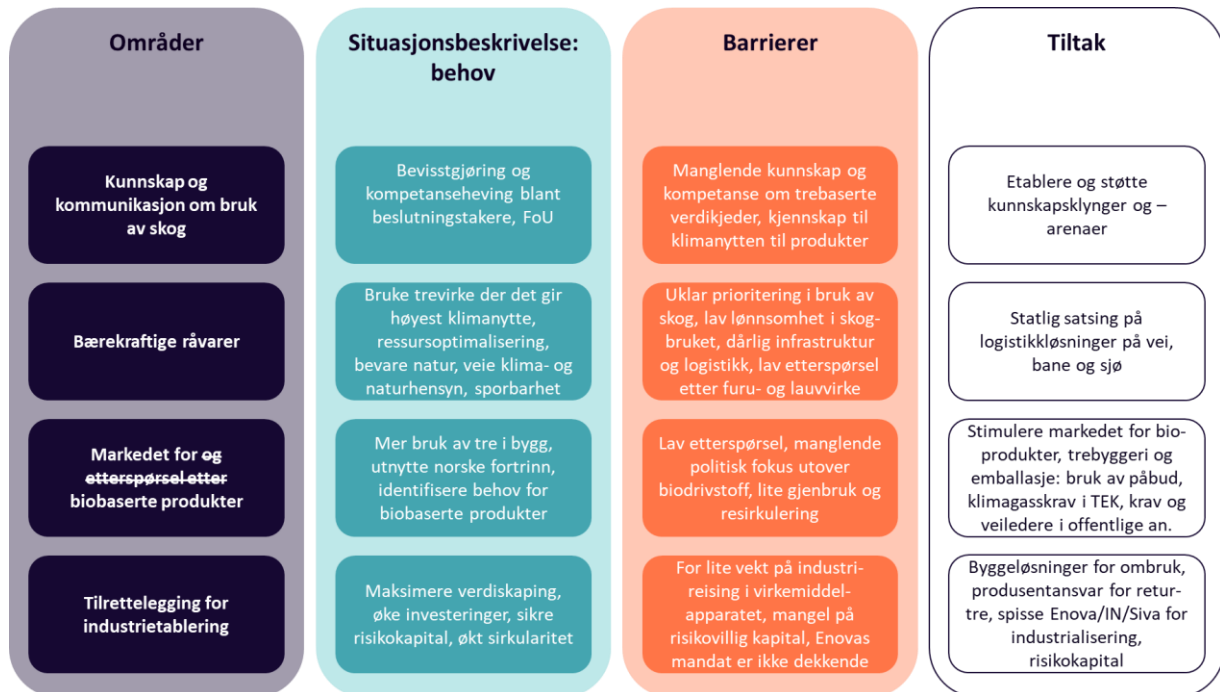 Områder
Situasjonsbeskrivelse:
behov
Barrierer
Tiltak
Kunnskap og
kommunikasjon om bruk
av skog
Bevisstgjøring og
kompetanseheving blant
beslutningstakere, FoU
Manglende kunnskap og
kompetanse om trebaserte
verdikjeder, kjennskap til
klimanytten til produkter
Etablere og støtte
kunnskapsklynger og –
arenaer
Bærekraftige råvarer
Bruke trevirke der det gir
høyest klimanytte,
ressursoptimalisering,
bevare natur, veie klima- og
naturhensyn, sporbarhet
Uklar prioritering i bruk av
skog, lav lønnsomhet i skog-
bruket, dårlig infrastruktur
og logistikk, lav etterspørsel
etter furu- og lauvvirke
Statlig satsing på
logistikkløsninger på vei,
bane og sjø
Markedet for og
etterspørsel etter
biobaserte produkter
Mer bruk av tre i bygg,
utnytte norske fortrinn,
identifisere behov for
biobaserte produkter
Lav etterspørsel, manglende
politisk fokus utover
biodrivstoff, lite gjenbruk og
resirkulering
Stimulere markedet for bio-
produkter, trebyggeri og
emballasje: bruk av påbud,
klimagasskrav i TEK, krav og
veiledere i offentlige an.
Tilrettelegging for
industrietablering
Maksimere verdiskaping,
øke investeringer, sikre
risikokapital, økt sirkularitet
For lite vekt på industri-
reising i virkemiddel-
apparatet, mangel på
risikovillig kapital, Enovas
mandat er ikke dekkende
Byggeløsninger for ombruk,
produsentansvar for retur-
tre, spisse Enova/IN/Siva for
industrialisering,
risikokapital